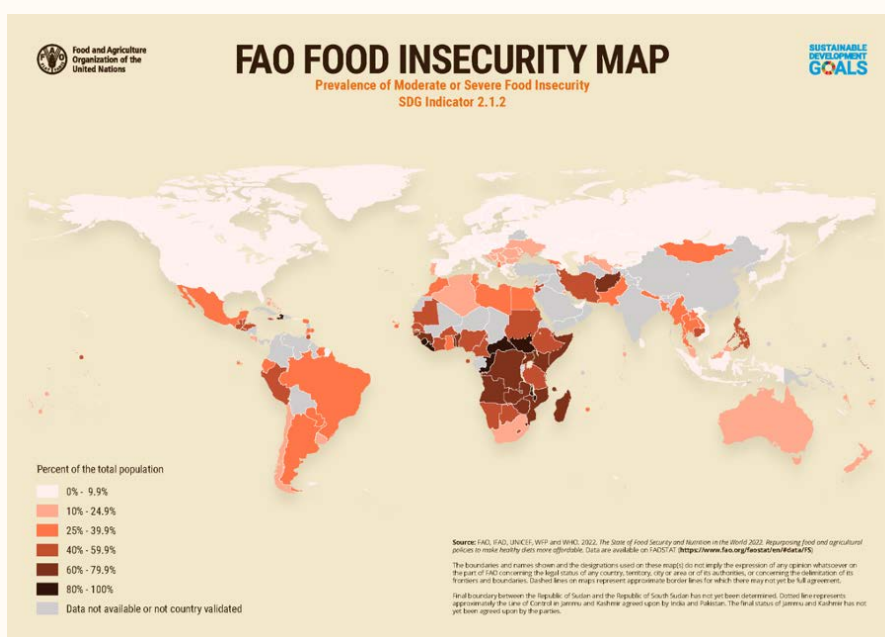 Food and Agriculture
Organization of the
United Nations
FAO FOOD INSECURITY MAP
Prevalence of Moderate or Severe Food Insecurity
SDG Indicator 2.1.2
SUSTAINABLE
DEVELOPMENT
GOALS
Percent of the total population
0% - 9.9%
10% - 24.9%
25% - 39.9%
40% - 59.9%
60% - 79.9%
80% - 100%
Data not available or not country validated
Source: FAO, IFAD, UNICEF, WFP and WHO. 2022. The State of Food Security and Nutrition in the World 2022. Repurposing food and agricultural
policies to make healthy diets more affordable. Data are available on FAOSTAT (https://www.fao.org/faostat/en/#data/FS)
The boundaries and names shown and the designations used on these map(s) do not imply the expression of any opinion whatsoever on
the part of FAO concerning the legal status of any country, territory, city or area or of its authorities, or concerning the delimitation of its
frontiers and boundaries. Dashed lines on maps represent approximate border lines for which there may not yet be full agreement.
Final boundary between the Republic of Sudan and the Republic of South Sudan has not yet been determined. Dotted line represents
approximately the Line of Control in Jammu and Kashmir agreed upon by India and Pakistan. The final status of Jammu and Kashmir has not
yet been agreed upon by the parties.